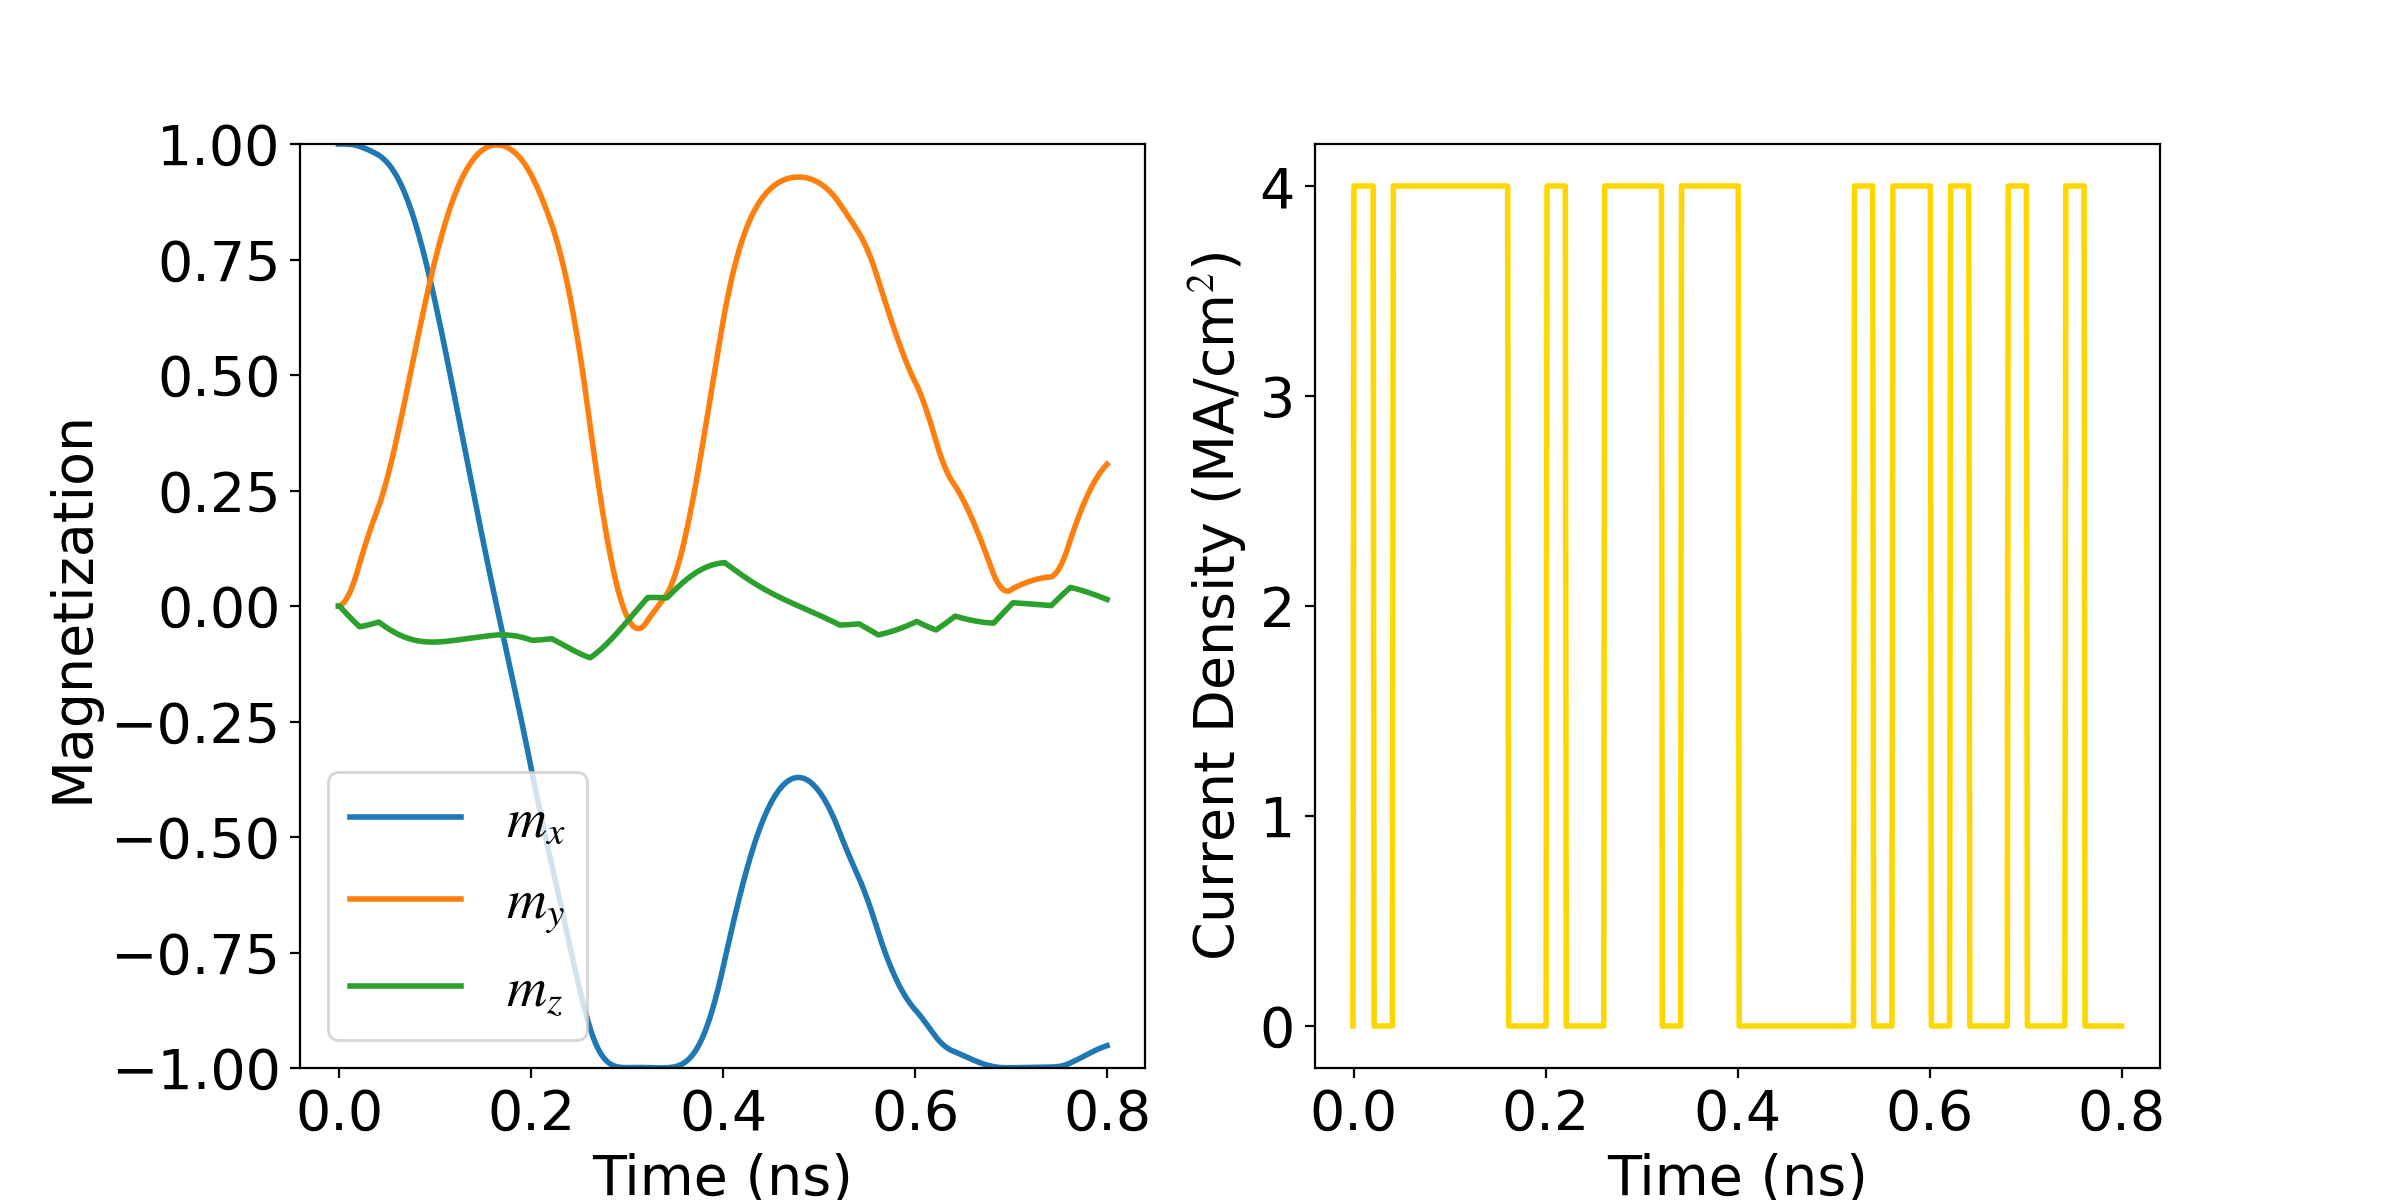 Magnetization
1.00
0.75
0.50
0.25
0.00
−0.25
−0.50
−0.75
−1.00
m_x
m_y
m_z
0.0 0.2 0.4 0.6 0.8
Time (ns)
Current Density (MA/cm²)
4
3
2
1
0
0.0 0.2 0.4 0.6 0.8
Time (ns)